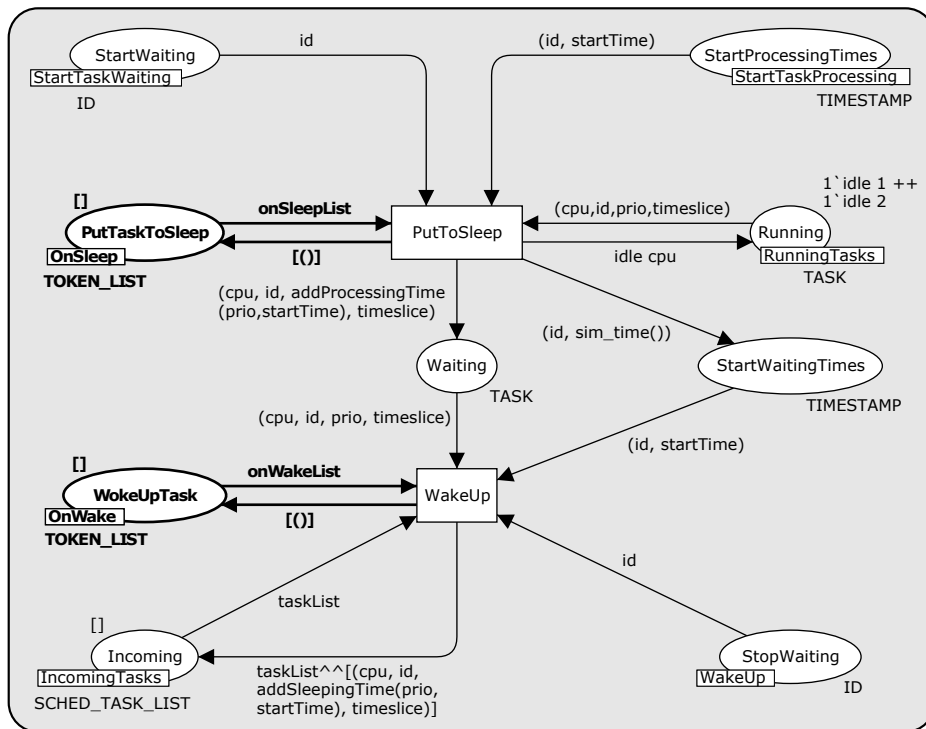 StartWaiting
StartTaskWaiting
ID
id
(id, startTime)
StartProcessingTimes
StartTaskProcessing
TIMESTAMP
[]
PutTaskToSleep
OnSleep
TOKEN_LIST
onSleepList
[()]
PutToSleep
(cpu,id,prio,timeslice)
idle cpu
1`idle 1 ++
1`idle 2
Running
RunningTasks
TASK
(cpu, id, addProcessingTime
(prio,startTime), timeslice)
(id, sim_time())
Waiting
TASK
StartWaitingTimes
TIMESTAMP
(cpu, id, prio, timeslice)
(id, startTime)
[]
WokeUpTask
OnWake
TOKEN_LIST
onWakeList
[()]
WakeUp
taskList
id
[]
Incoming
IncomingTasks
SCHED_TASK_LIST
taskList^^[(cpu, id,
addSleepingTime(prio,
startTime), timeslice)]
StopWaiting
WakeUp
ID